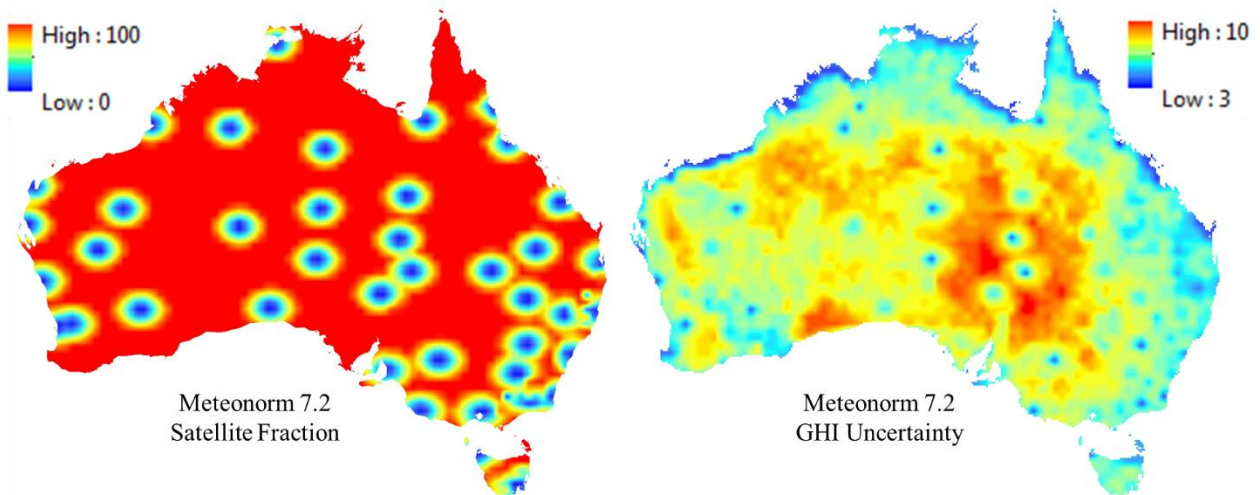 High : 100
Low : 0
High : 10
Low : 3
Meteonorm 7.2
Satellite Fraction
Meteonorm 7.2
GHI Uncertainty